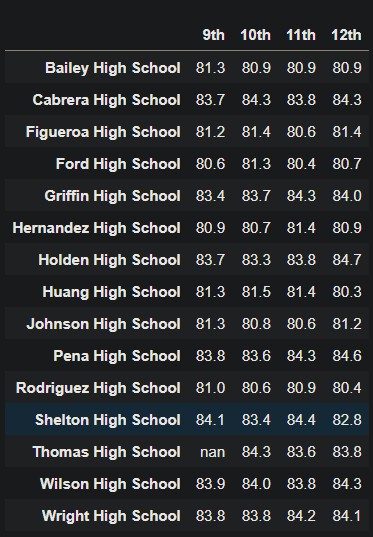 9th 10th 11th 12th
Bailey High School 81.3 80.9 80.9 80.9
Cabrera High School 83.7 84.3 83.8 84.3
Figueroa High School 81.2 81.4 80.6 81.4
Ford High School 80.6 81.3 80.4 80.7
Griffin High School 83.4 83.7 84.3 84.0
Hernandez High School 80.9 80.7 81.4 80.9
Holden High School 83.7 83.3 83.8 84.7
Huang High School 81.3 81.5 81.4 80.3
Johnson High School 81.3 80.8 80.6 81.2
Pena High School 83.8 83.6 84.3 84.6
Rodriguez High School 81.0 80.6 80.9 80.4
Shelton High School 84.1 83.4 84.4 82.8
Thomas High School nan 84.3 83.6 83.8
Wilson High School 83.9 84.0 83.8 84.3
Wright High School 83.8 83.8 84.2 84.1